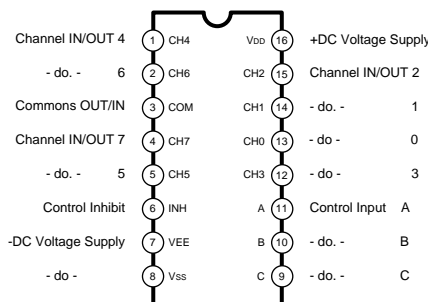 Channel IN/OUT 4 1 CH4 VDD 16 +DC Voltage Supply
- do. - 6 2 CH6 CH2 15 Channel IN/OUT 2
Commons OUT/IN 3 COM CH1 14 - do. - 1
Channel IN/OUT 7 4 CH7 CH0 13 - do - 0
- do. - 5 5 CH5 CH3 12 - do - 3
Control Inhibit 6 INH A 11 Control Input A
-DC Voltage Supply 7 VEE B 10 - do. - B
- do - 8 Vss C 9 - do. - C